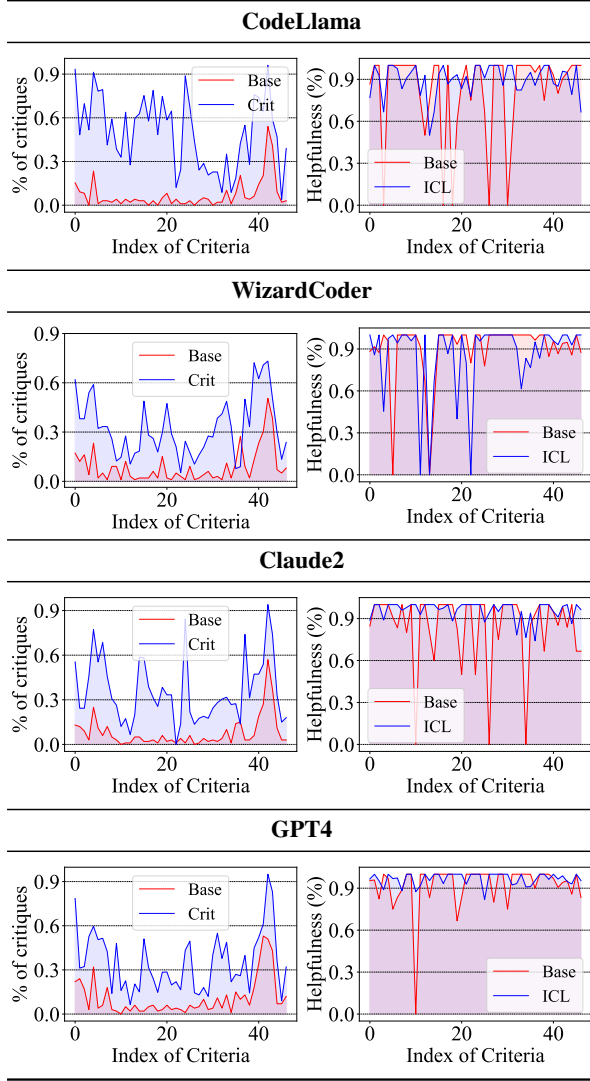 CodeLlama
% of critiques
0.9
0.6
0.3
0.0
Base
Crit
0
20
40
Index of Criteria
Helpfulness (%)
0.9
0.6
0.3
0.0
Base
ICL
0
20
40
Index of Criteria
WizardCoder
% of critiques
0.9
0.6
0.3
0.0
Base
Crit
0
20
40
Index of Criteria
Helpfulness (%)
0.9
0.6
0.3
0.0
Base
ICL
0
20
40
Index of Criteria
Claude2
% of critiques
0.9
0.6
0.3
0.0
Base
Crit
0
20
40
Index of Criteria
Helpfulness (%)
0.9
0.6
0.3
0.0
Base
ICL
0
20
40
Index of Criteria
GPT4
% of critiques
0.9
0.6
0.3
0.0
Base
Crit
0
20
40
Index of Criteria
Helpfulness (%)
0.9
0.6
0.3
0.0
Base
ICL
0
20
40
Index of Criteria